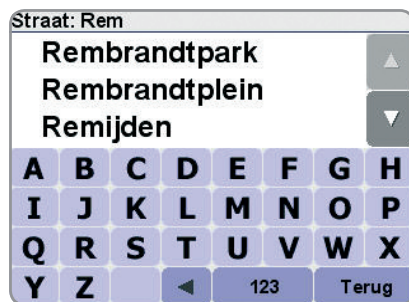 Straat: Rem
Rembrandtpark
Rembrandtplein
Remijden
A B C D E F G H
I J K L M N O P
Q R S T U V W X
Y Z 123 Terug